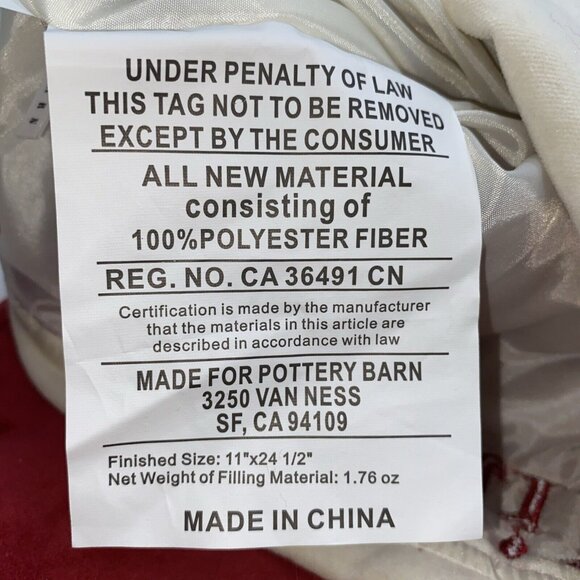 UNDER PENALTY OF LAW
THIS TAG NOT TO BE REMOVED
EXCEPT BY THE CONSUMER
ALL NEW MATERIAL
consisting of
100%POLYESTER FIBER
REG. NO. CA 36491 CN
Certification is made by the manufacturer
that the materials in this article are
described in accordance with law
MADE FOR POTTERY BARN
3250 VAN NESS
SF, CA 94109
Finished Size: 11"x24 1/2"
Net Weight of Filling Material: 1.76 oz
MADE IN CHINA